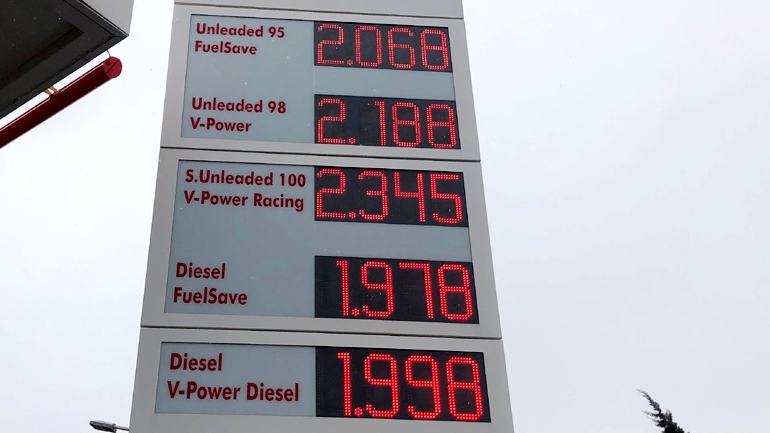 Unleaded 95
FuelSave
2.068
Unleaded 98
V-Power
2.188
S.Unleaded 100
V-Power Racing
2.345
Diesel
FuelSave
1.978
Diesel
V-Power Diesel
1.998